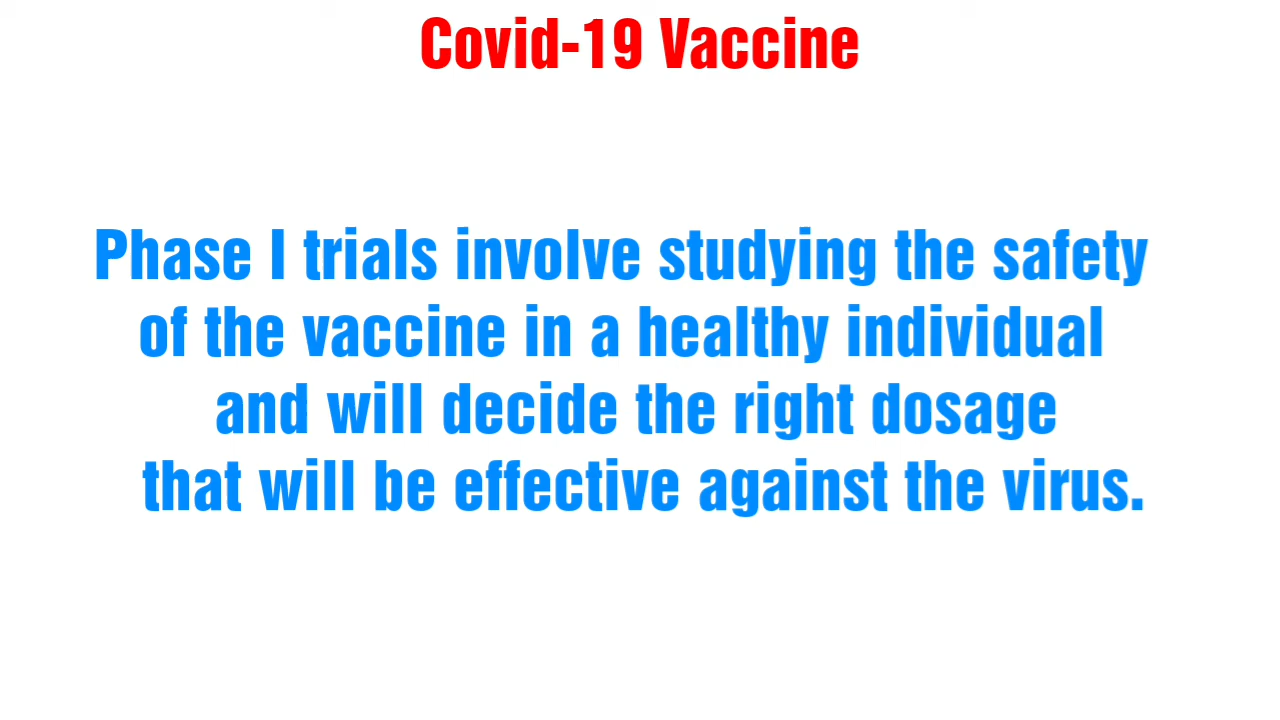 Covid-19 Vaccine
Phase I trials involve studying the safety
of the vaccine in a healthy individual
and will decide the right dosage
that will be effective against the virus.